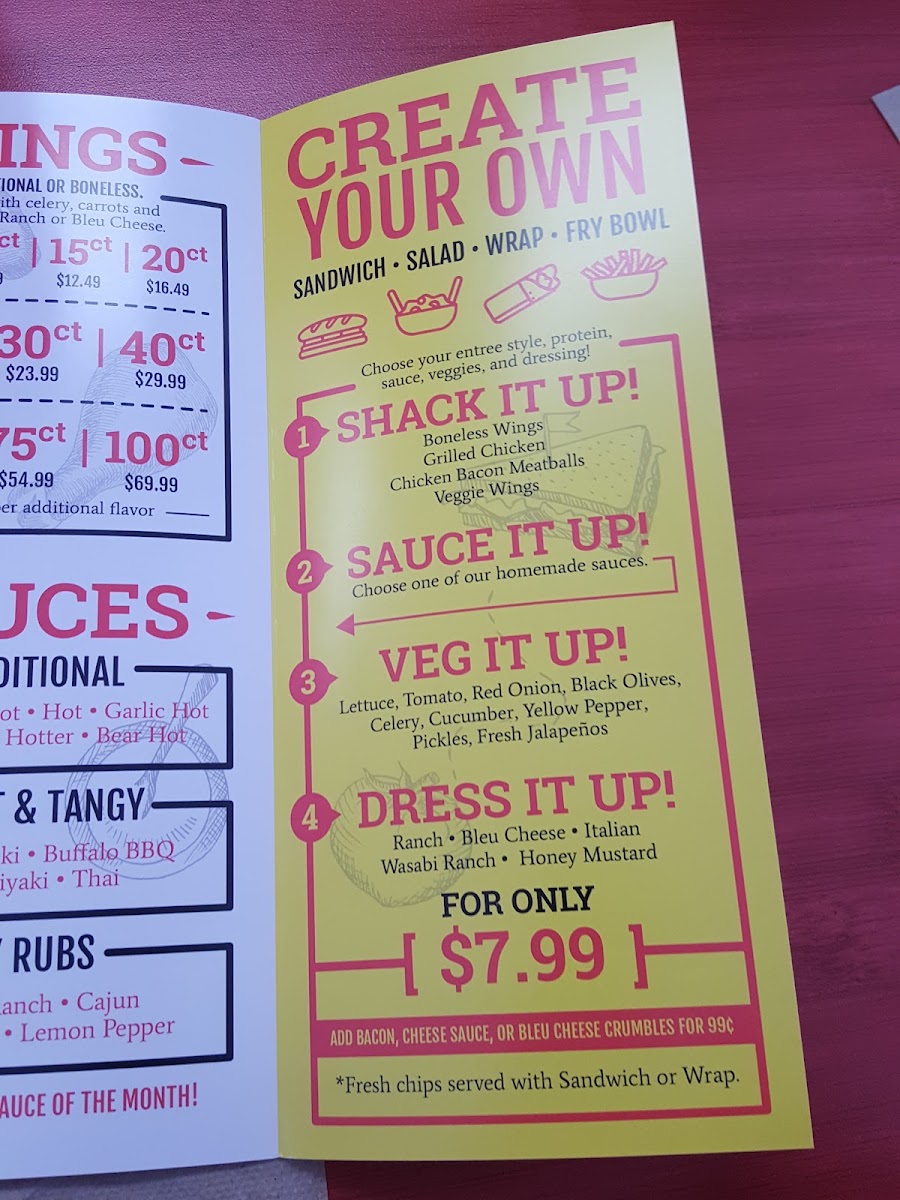 INGS
IONAL OR BONELESS.
ith celery, carrots and
Ranch or Bleu Cheese.
ct | 15ct | 20ct
9 $12.49 $16.49
30ct | 40ct
$23.99 $29.99
75ct | 100ct
$54.99 $69.99
er additional flavor
UCES
DITIONAL
ot • Hot • Garlic Hot
Hotter • Bear Hot
T & TANGY
ki • Buffalo BBQ
iyaki • Thai
Y RUBS
anch • Cajun
• Lemon Pepper
AUCE OF THE MONTH!
CREATE
YOUR OWN
SANDWICH • SALAD • WRAP • FRY BOWL
Choose your entree style, protein,
sauce, veggies, and dressing!
1 SHACK IT UP!
Boneless Wings
Grilled Chicken
Chicken Bacon Meatballs
Veggie Wings
2 SAUCE IT UP!
Choose one of our homemade sauces.
3 VEG IT UP!
Lettuce, Tomato, Red Onion, Black Olives,
Celery, Cucumber, Yellow Pepper,
Pickles, Fresh Jalapeños
4 DRESS IT UP!
Ranch • Bleu Cheese • Italian
Wasabi Ranch • Honey Mustard
FOR ONLY
[ $7.99 ]
ADD BACON, CHEESE SAUCE, OR BLEU CHEESE CRUMBLES FOR 99¢
*Fresh chips served with Sandwich or Wrap.